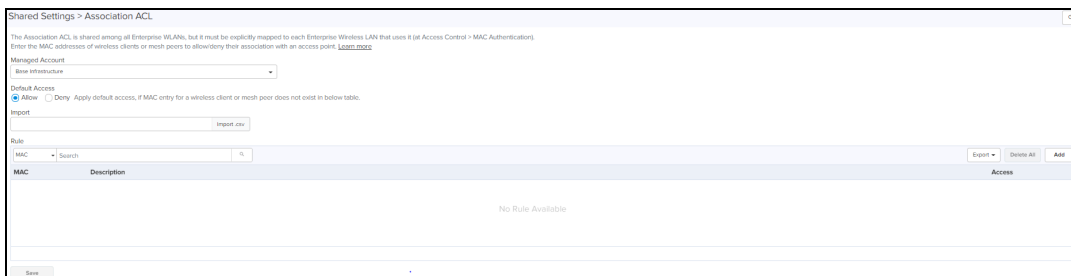 Shared Settings > Association ACL
The Association ACL is shared among all Enterprise WLANs, but it must be explicitly mapped to each Enterprise Wireless LAN that uses it (at Access Control > MAC Authentication).
Enter the MAC addresses of wireless clients or mesh peers to allow/deny their association with an access point. Learn more
Managed Account
Base Infrastructure
Default Access
Allow Deny Apply default access, if MAC entry for a wireless client or mesh peer does not exist in below table.
Import
Import .csv
Rule
MAC Search Export Delete All Add
MAC Description Access
No Rule Available
Save